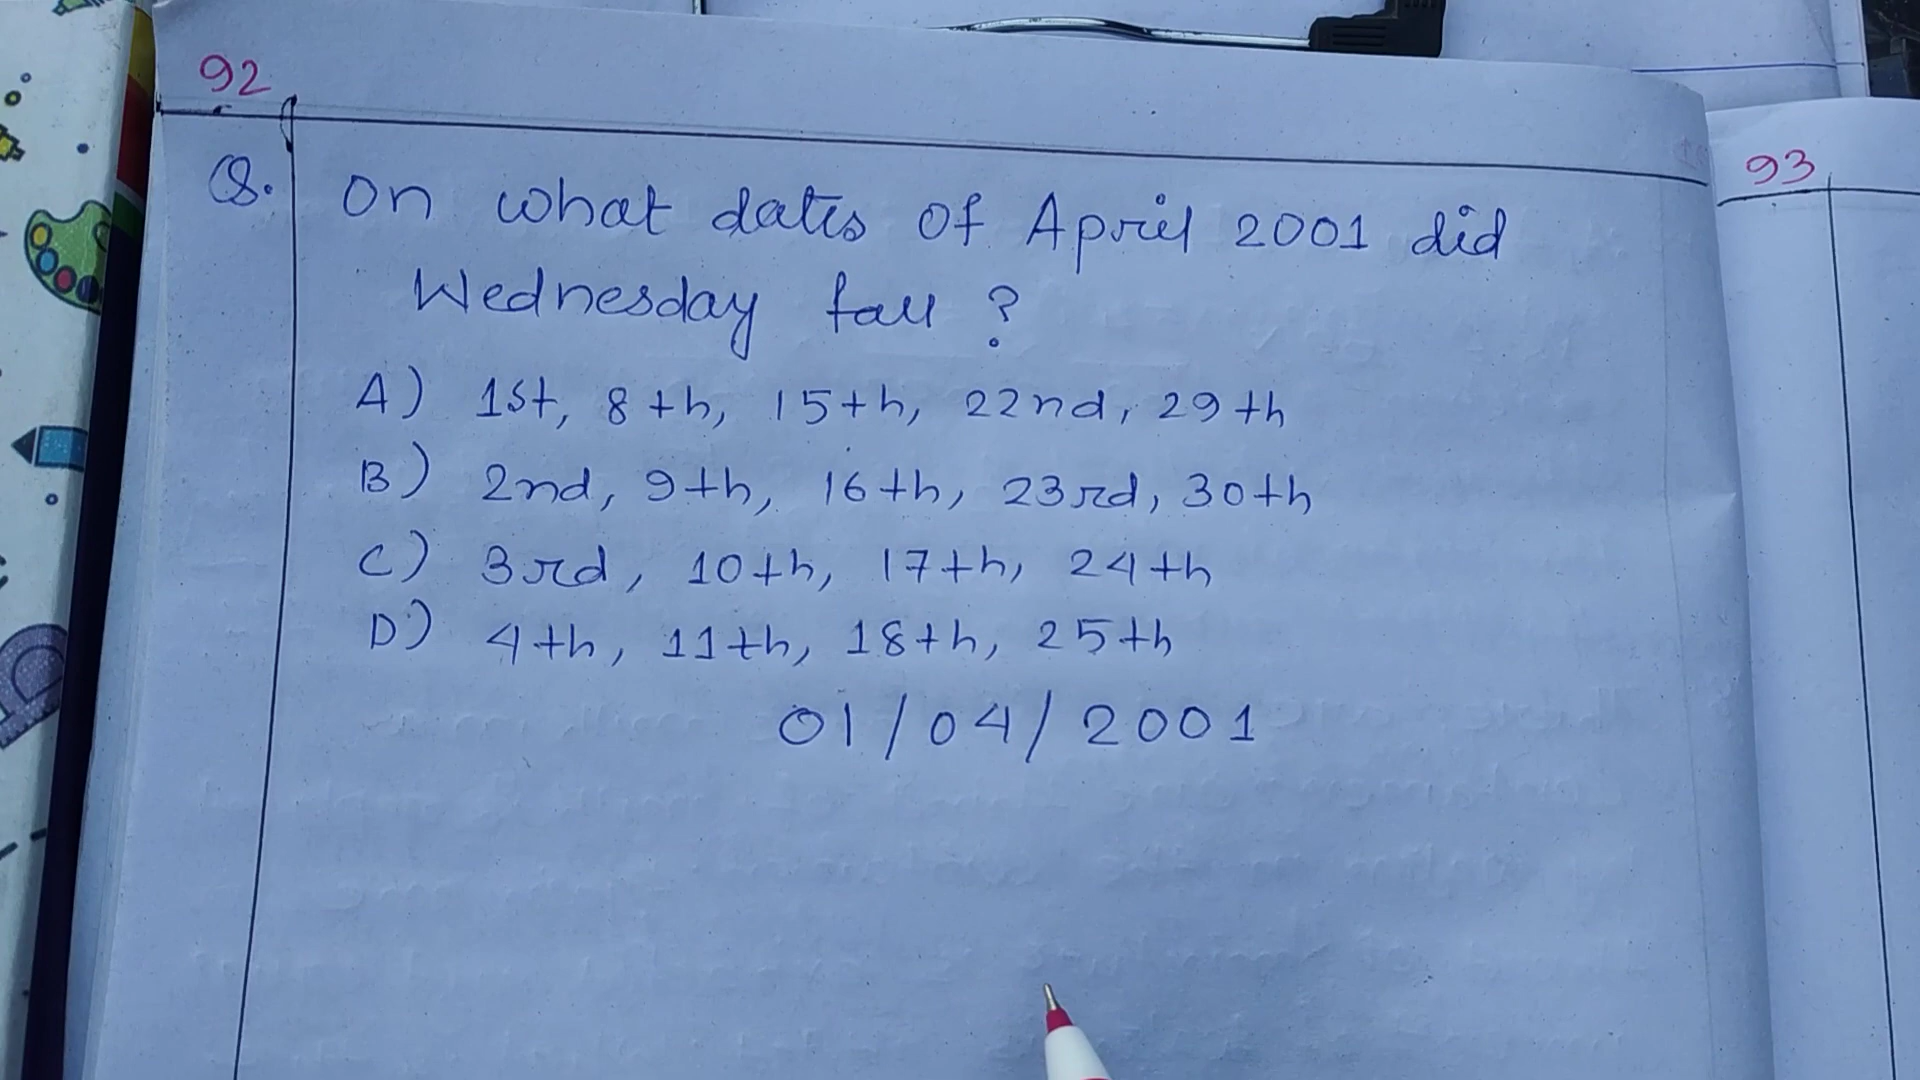 92
93
Q. On what dates of April 2001 did
Wednesday fall ?
A) 1st, 8th, 15th, 22nd, 29th
B) 2nd, 9th, 16th, 23rd, 30th
C) 3rd, 10th, 17th, 24th
D) 4th, 11th, 18th, 25th
01/04/2001